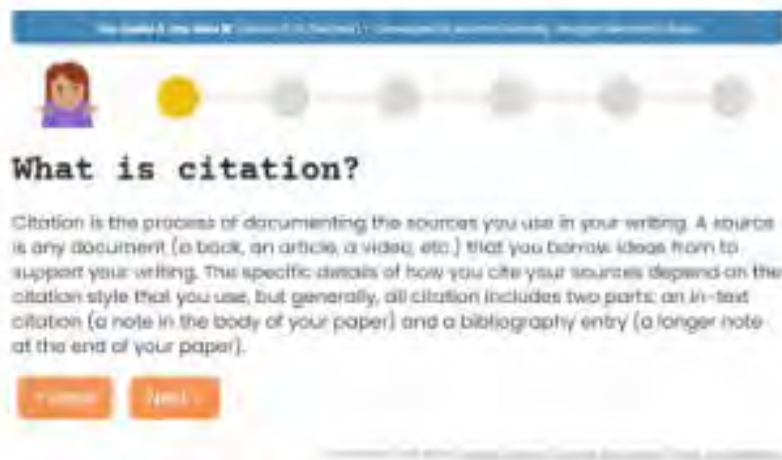 What is citation?
Citation is the process of documenting the sources you use in your writing. A source
is any document (a book, an article, a video, etc.) that you borrow ideas from to
support your writing. The specific details of how you cite your sources depend on the
citation style that you use, but generally, all citation includes two parts: an in-text
citation (a note in the body of your paper) and a bibliography entry (a longer note
at the end of your paper).
Next